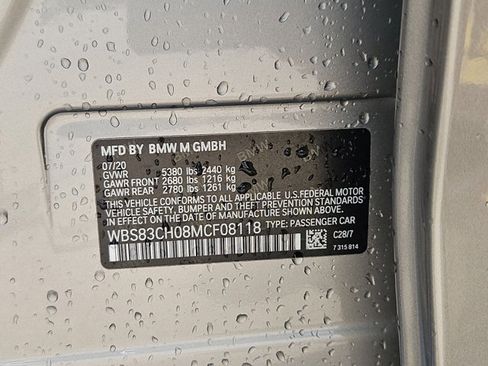 MFD BY BMW M GMBH
07/20
GVWR 5380 lbs 2440 kg
GAWR FRONT 2680 lbs 1216 kg
GAWR REAR 2780 lbs 1261 kg
THIS VEHICLE CONFORMS TO ALL APPLICABLE U.S.FEDERAL MOTOR
VEHICLE SAFETY, BUMPER, AND THEFT PREVENTION STANDARDS
IN EFFECT ON THE DATE OF MANUFACTURE SHOWN ABOVE.
WBS83CH08MCF08118 TYPE: PASSENGER CAR
C28/7
7 315 814